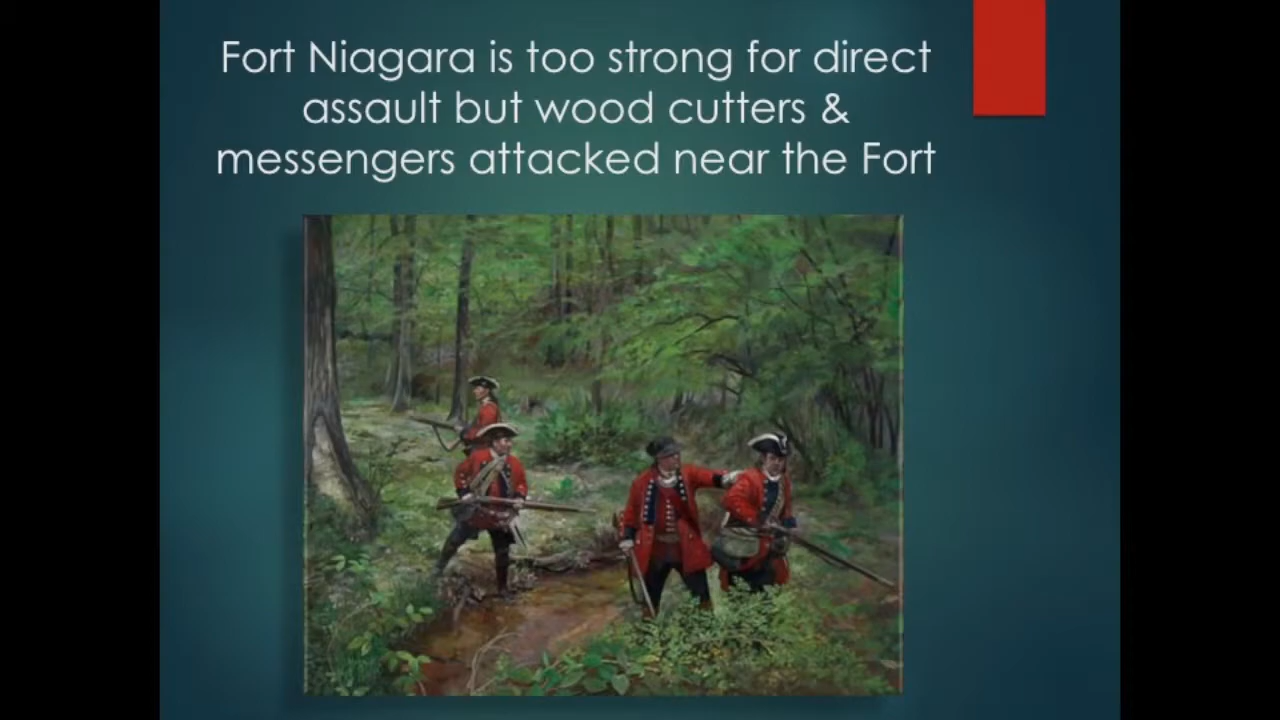 Fort Niagara is too strong for direct
assault but wood cutters &
messengers attacked near the Fort